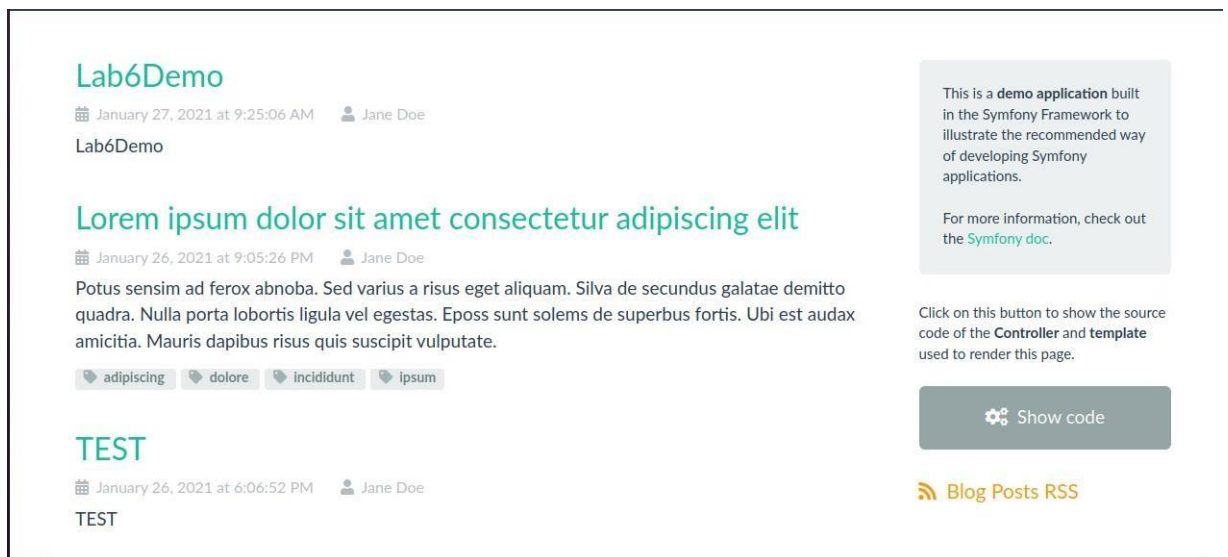 Lab6Demo
January 27, 2021 at 9:25:06 AM Jane Doe
Lab6Demo
Lorem ipsum dolor sit amet consectetur adipiscing elit
January 26, 2021 at 9:05:26 PM Jane Doe
Potus sensim ad ferox abnoba. Sed varius a risus eget aliquam. Silva de secundus galatae demitto
quadra. Nulla porta lobortis ligula vel egestas. Eposs sunt solems de superbus fortis. Ubi est audax
amicitia. Mauris dapibus risus quis suscipit vulputate.
adipiscing dolore incididunt ipsum
TEST
January 26, 2021 at 6:06:52 PM Jane Doe
TEST
This is a demo application built
in the Symfony Framework to
illustrate the recommended way
of developing Symfony
applications.
For more information, check out
the Symfony doc.
Click on this button to show the source
code of the Controller and template
used to render this page.
Show code
Blog Posts RSS